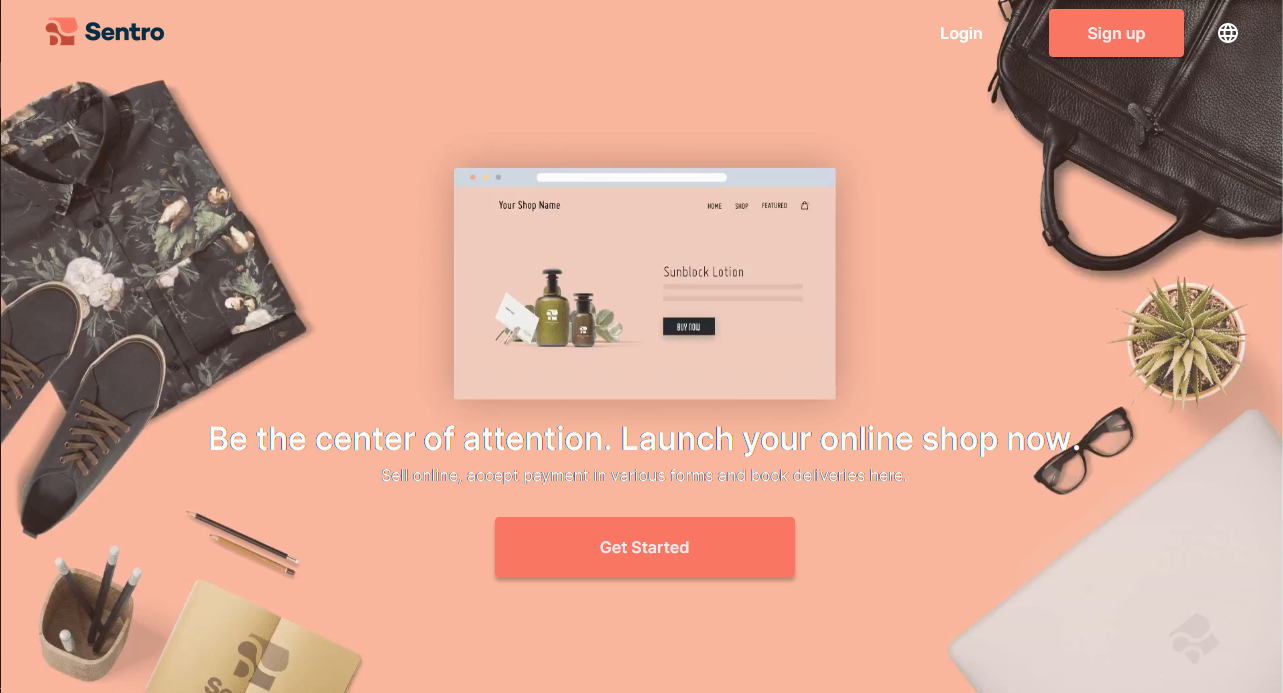 Sentro
Login
Sign up
Your Shop Name
HOME
SHOP
FEATURED
Sunblock Lotion
BUY NOW
Be the center of attention. Launch your online shop now.
Sell online, accept payment in various forms and book deliveries here.
Get Started